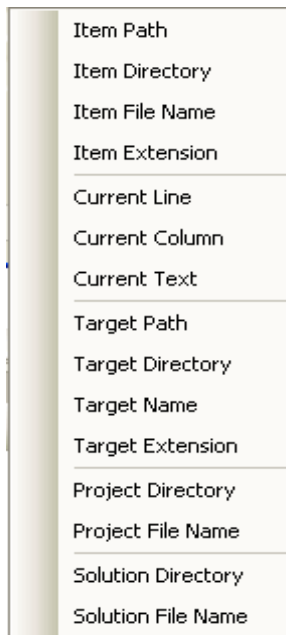 Item Path
Item Directory
Item File Name
Item Extension
Current Line
Current Column
Current Text
Target Path
Target Directory
Target Name
Target Extension
Project Directory
Project File Name
Solution Directory
Solution File Name